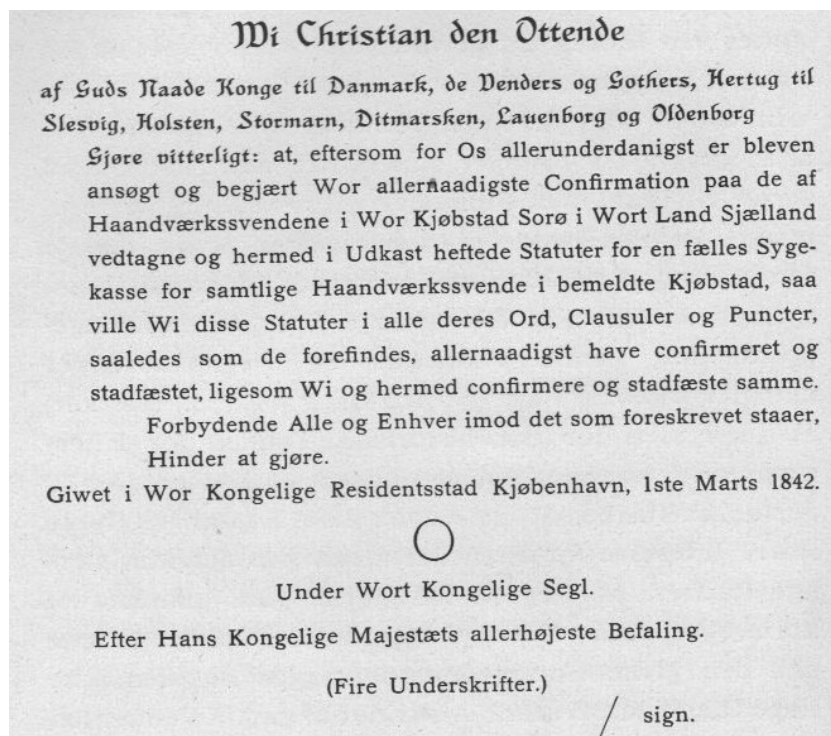 Wi Christian den Ottende
af Guds Naade Konge til Danmark, de Venders og Gothers, Hertug til
Slesvig, Holsten, Stormarn, Ditmarsken, Lauenborg og Oldenborg
Gjøre vitterligt: at, eftersom for Os allerunderdanigst er bleven
ansøgt og begjært Wor allernaadigste Confirmation paa de af
Haandværkssvendene i Wor Kjøbstad Sorø i Wort Land Sjælland
vedtagne og hermed i Udkast heftede Statuter for en fælles Syge-
kasse for samtlige Haandværkssvende i bemeldte Kjøbstad, saa
ville Wi disse Statuter i alle deres Ord, Clausuler og Puncter,
saaledes som de forefindes, allernaadigst have confirmeret og
stadfæstet, ligesom Wi og hermed confirmere og stadfæste samme.
Forbydende Alle og Enhver imod det som foreskrevet staaer,
Hinder at gjøre.
Giwet i Wor Kongelige Residentsstad Kjøbenhavn, 1ste Marts 1842.
Under Wort Kongelige Segl.
Efter Hans Kongelige Majestæts allerhøjeste Befaling.
(Fire Underskrifter.)
/ sign.